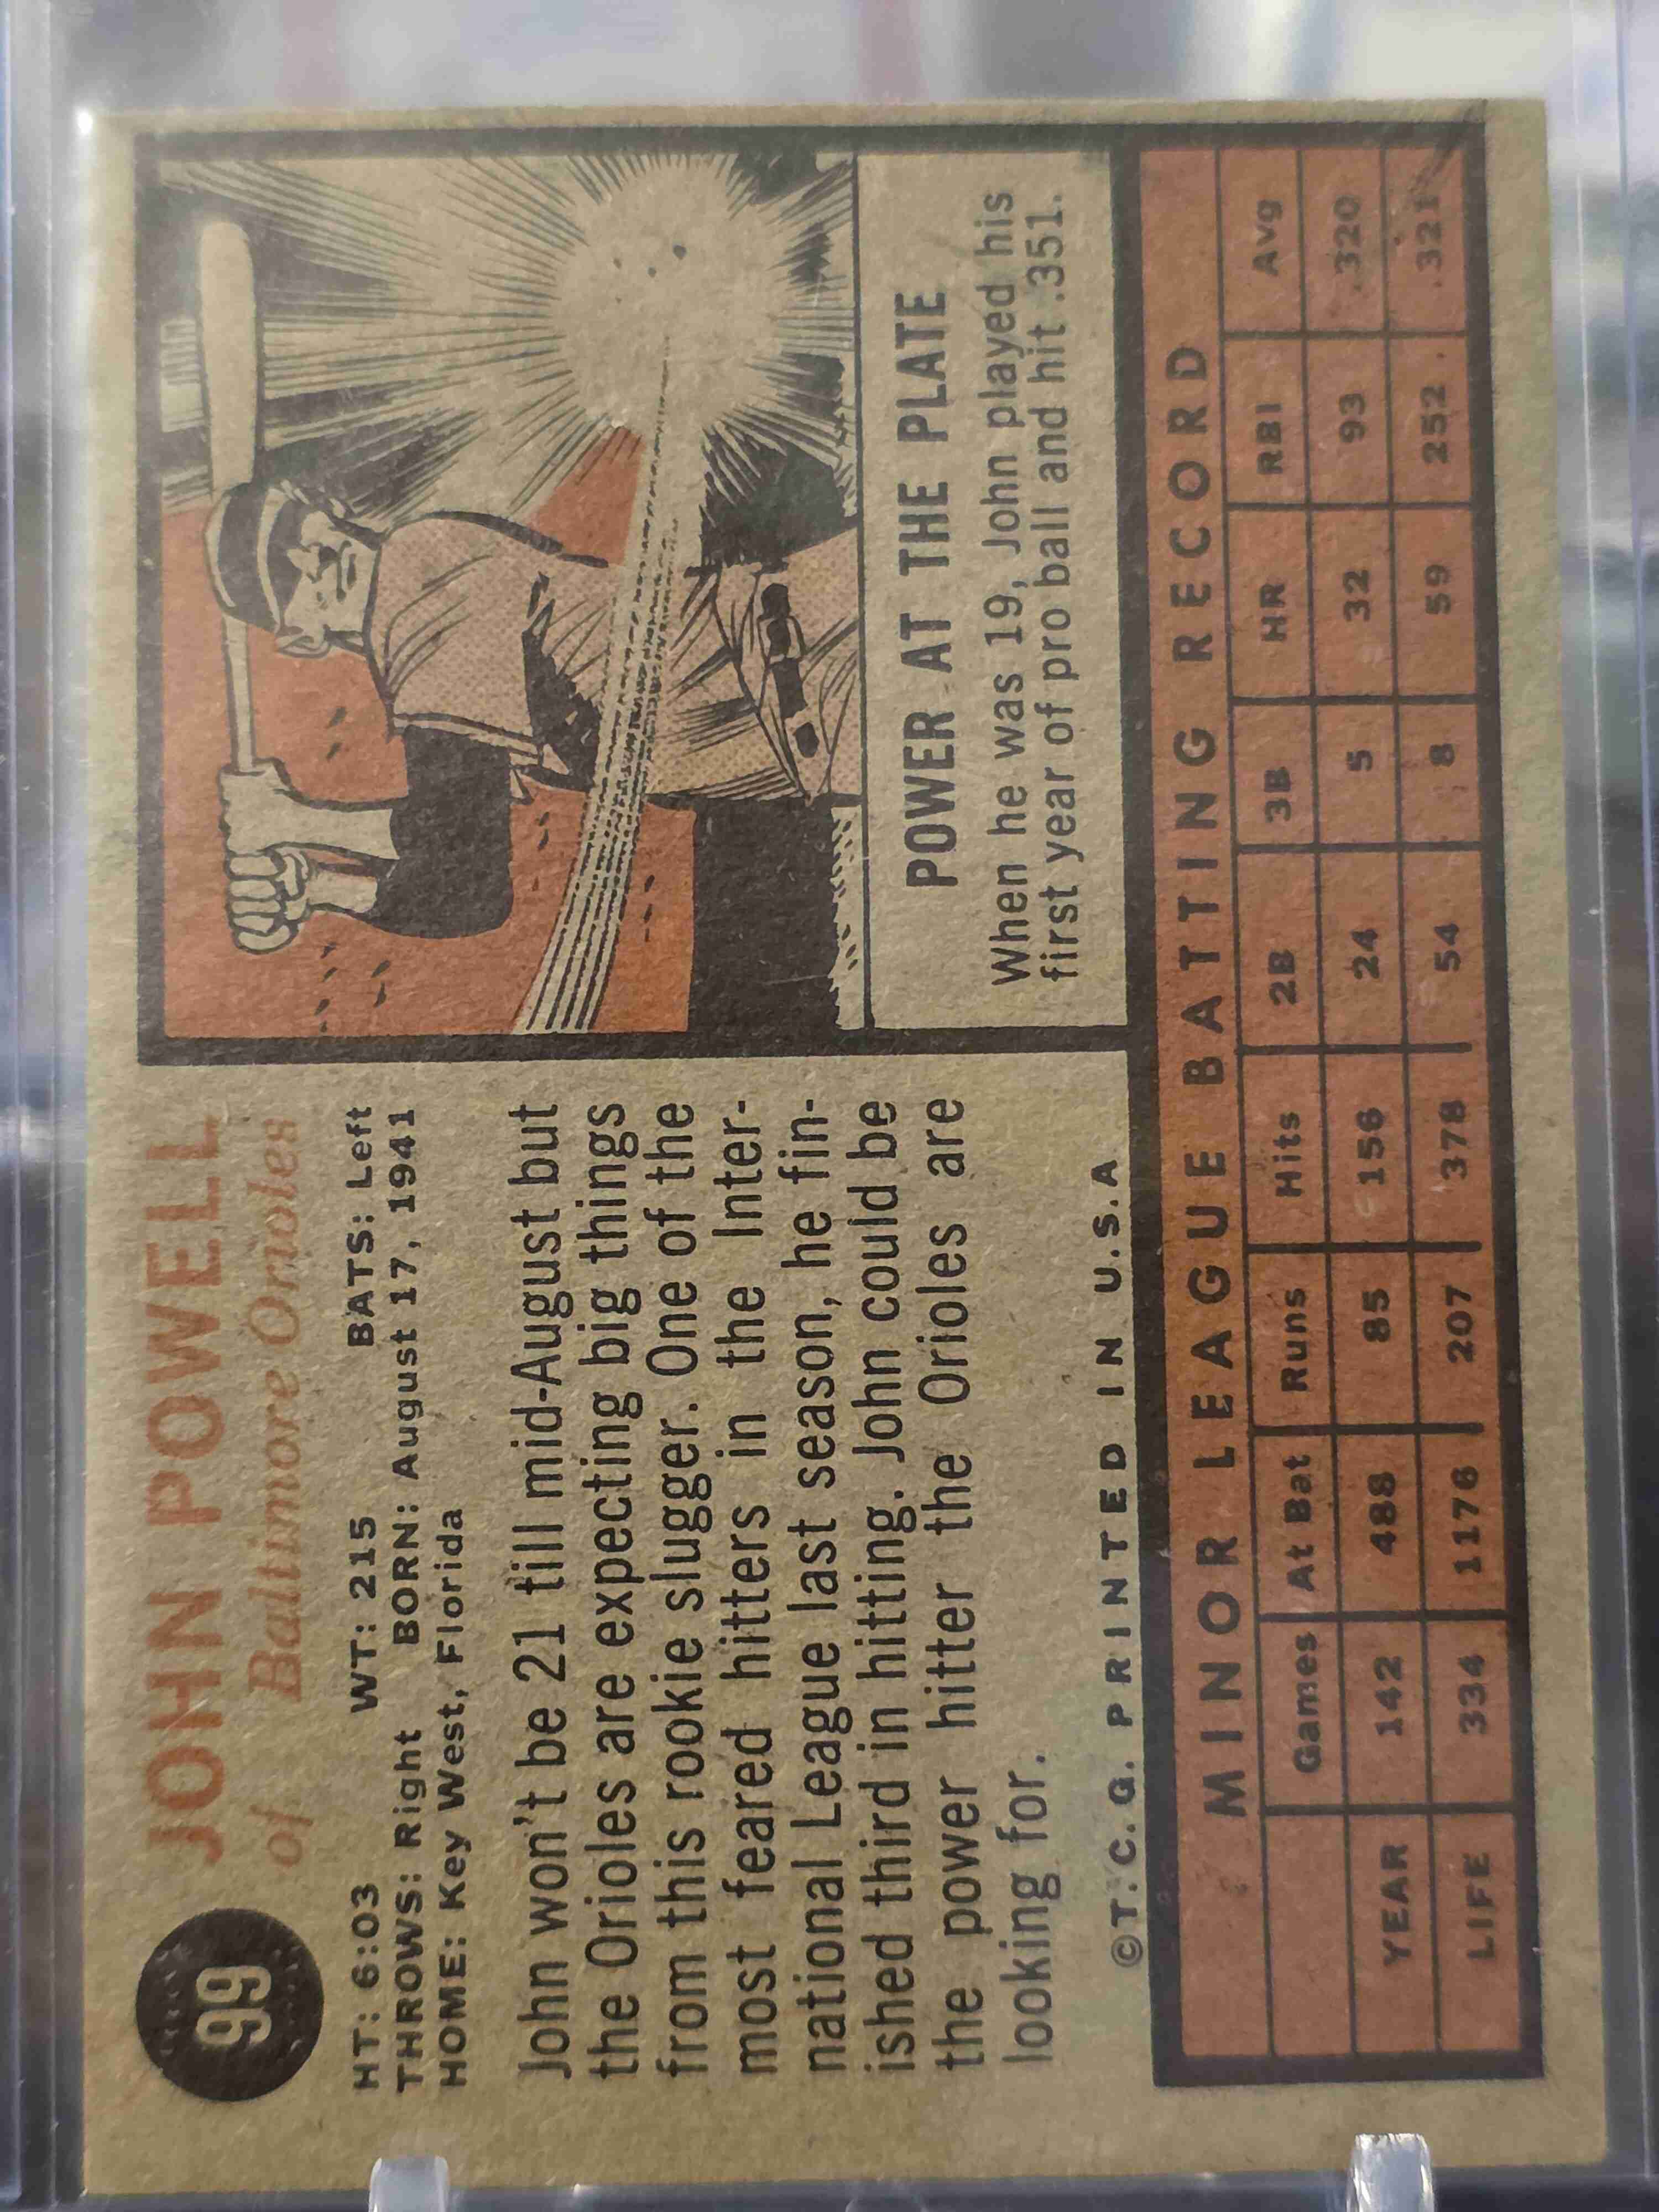 99
JOHN POWELL
of Baltimore Orioles
HT: 6:03 WT: 215 BATS: Left
THROWS: Right BORN: August 17, 1941
HOME: Key West, Florida
John won't be 21 till mid-August but
the Orioles are expecting big things
from this rookie slugger. One of the
most feared hitters in the Inter-
national League last season, he fin-
ished third in hitting. John could be
the power hitter the Orioles are
looking for.
©T.C.G. PRINTED IN U.S.A
POWER AT THE PLATE
When he was 19, John played his
first year of pro ball and hit .351.
MINOR LEAGUE BATTING RECORD
Games At Bat Runs Hits 2B 3B HR RBI Avg
YEAR 142 488 85 156 24 5 32 93 .320
LIFE 334 1176 207 378 54 8 59 252 .321